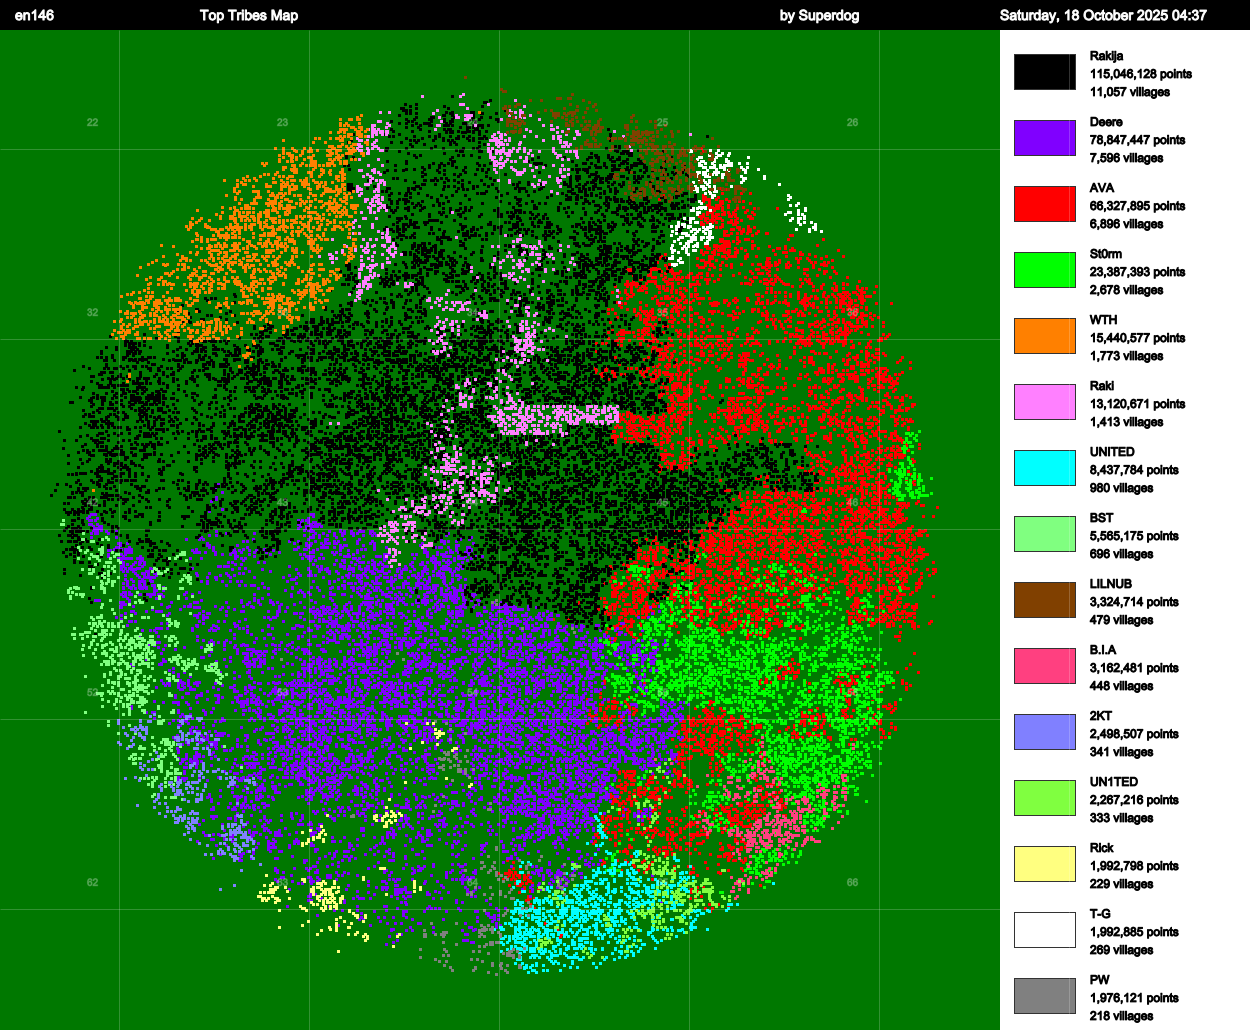 en146 Top Tribes Map by Superdog Saturday, 18 October 2025 04:37
Rakija
115,046,128 points
11,057 villages
Deere
78,847,447 points
7,596 villages
AVA
66,327,895 points
6,896 villages
St0rm
23,387,393 points
2,678 villages
WTH
15,440,577 points
1,773 villages
Raki
13,120,671 points
1,413 villages
UNITED
8,437,784 points
980 villages
BST
5,565,175 points
696 villages
LILNUB
3,324,714 points
479 villages
B.I.A
3,162,481 points
448 villages
2KT
2,498,507 points
341 villages
UN1TED
2,267,216 points
333 villages
Rick
1,992,798 points
229 villages
T-G
1,992,885 points
269 villages
PW
1,976,121 points
218 villages
22 23 25 26
32 35 36
43
52 53 54
62 66